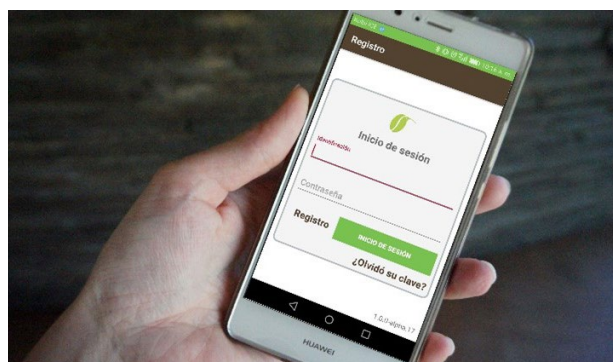 Registro
Inicio de sesión
Identificación
Contraseña
Registro
INICIO DE SESIÓN
¿Olvidó su clave?
HUAWEI